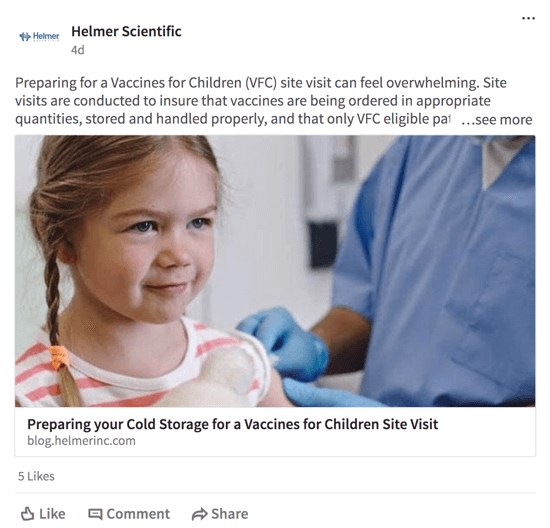 ...
Helmer
Helmer Scientific
4d
Preparing for a Vaccines for Children (VFC) site visit can feel overwhelming. Site
visits are conducted to insure that vaccines are being ordered in appropriate
quantities, stored and handled properly, and that only VFC eligible pat ...see more
Preparing your Cold Storage for a Vaccines for Children Site Visit
blog.helmerinc.com
5 Likes
Like Comment Share